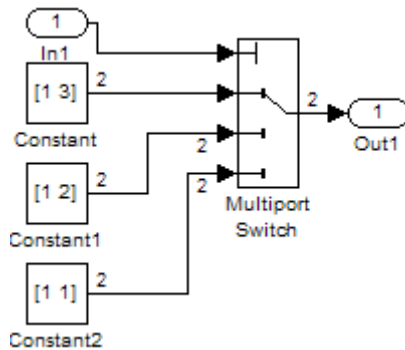 1
In1
[1 3]
2
Constant
2
1
Out1
[1 2]
2
2
Constant1
2
Multiport
Switch
[1 1]
2
Constant2